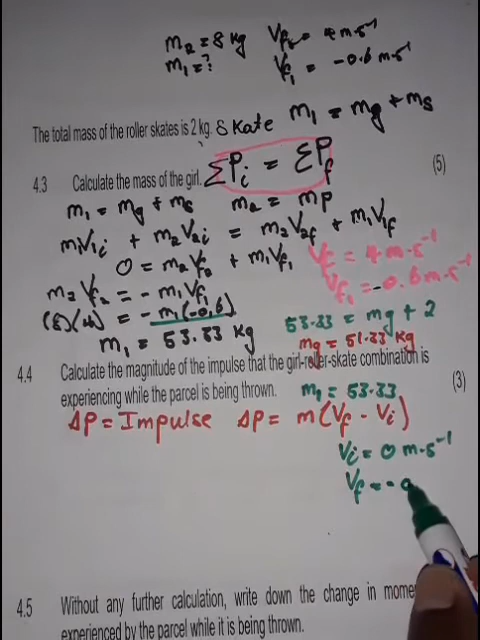 m2 = 8 kg   Vf2 = 4 m·s⁻¹
m1 = ?   Vf1 = -0.6 m·s⁻¹
The total mass of the roller skates is 2 kg. skate   m1 = mg + ms
ΣPi = ΣPf
4.3 Calculate the mass of the girl. (5)
m1 = mg + ms   m2 = mp
m1V1i + m2V2i = m2V2f + m1V1f
0 = m2Vf2 + m1Vf1   Vf = 4 m·s⁻¹
m2 Vf2 = - m1Vf1   Vf1 = -0.6 m·s⁻¹
(8)(4) = - m1(-0,6)   53.33 = mg + 2
m1 = 53.33 kg   mg = 51.33 kg
4.4 Calculate the magnitude of the impulse that the girl-roller-skate combination is
experiencing while the parcel is being thrown. m1 = 53.33 (3)
ΔP = Impulse   ΔP = m(Vf - Vi)
Vi = 0 m·s⁻¹
Vf = - 0
4.5 Without any further calculation, write down the change in
experienced by the parcel while it is being thrown.